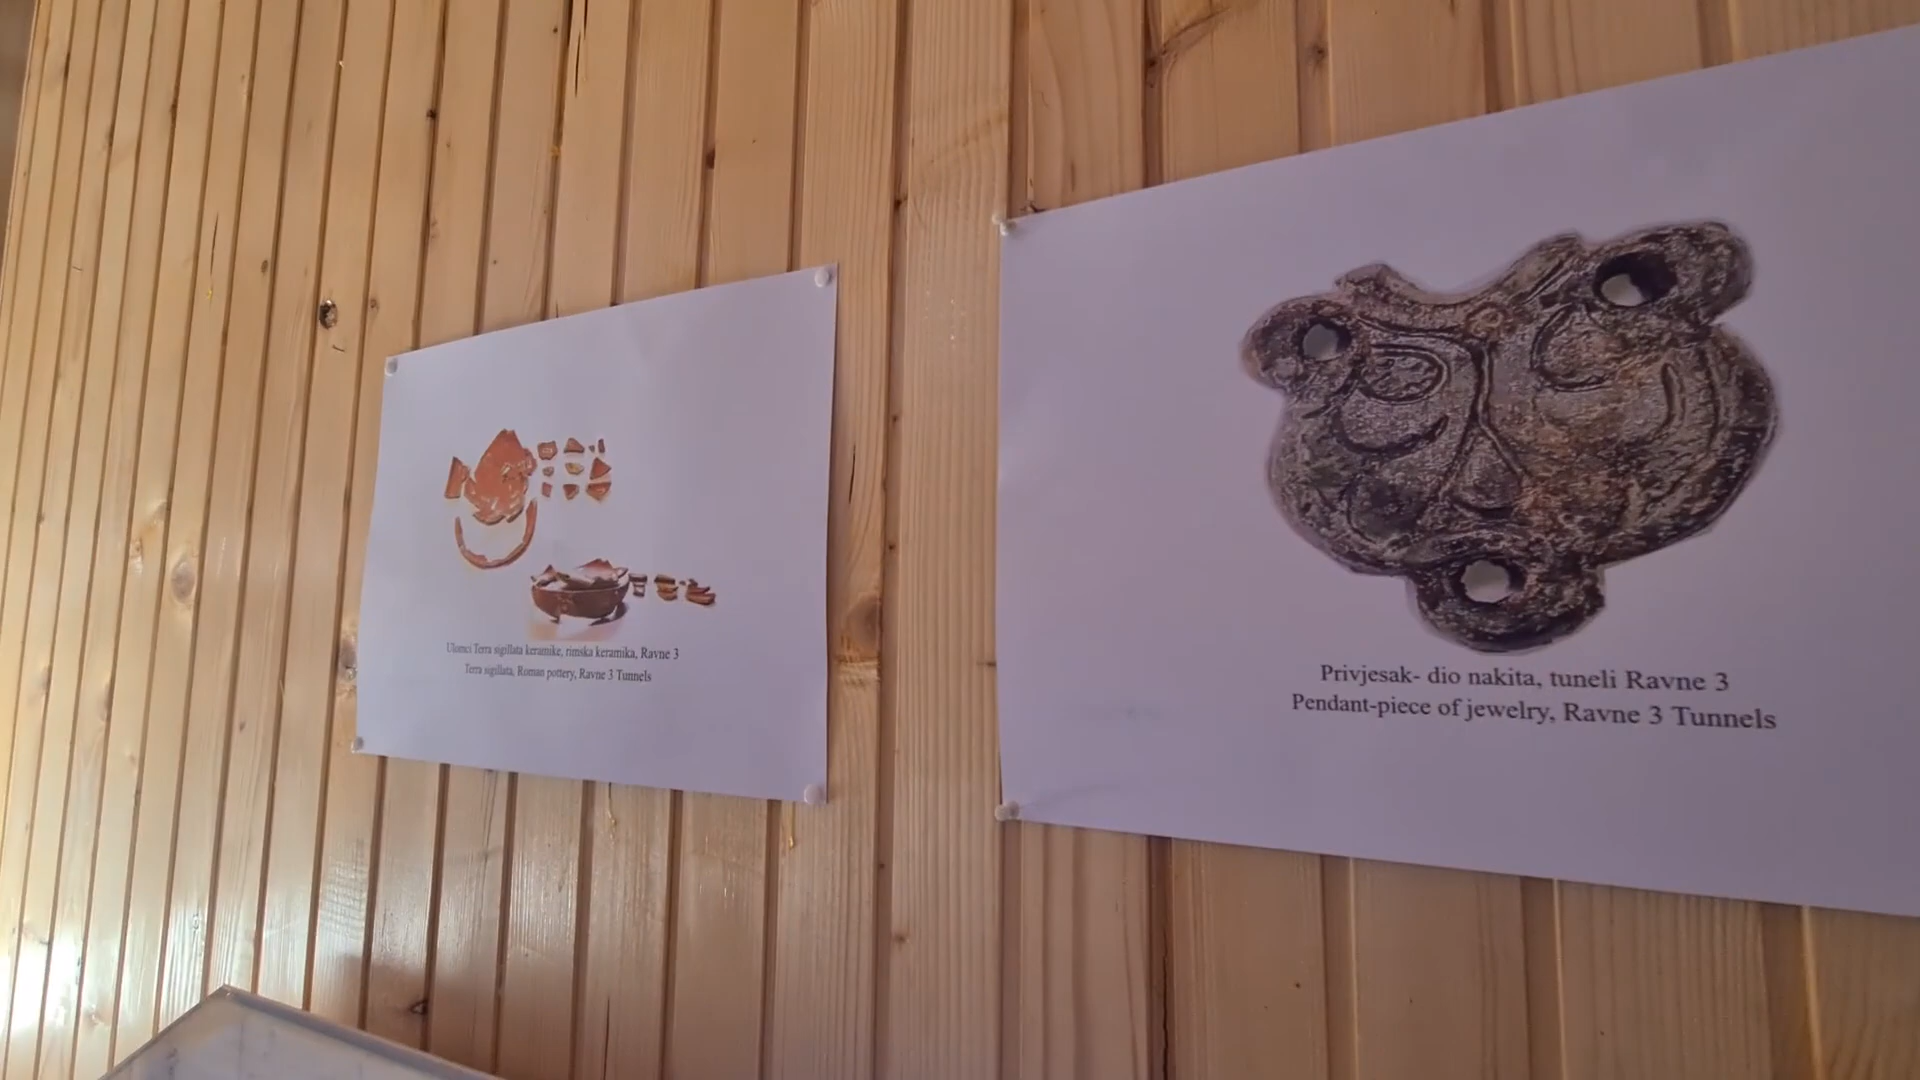 Ulomci Terra sigillata keramike, rimska keramika, Ravne 3
Terra sigillata, Roman pottery, Ravne 3 Tunnels
Privjesak- dio nakita, tuneli Ravne 3
Pendant-piece of jewelry, Ravne 3 Tunnels